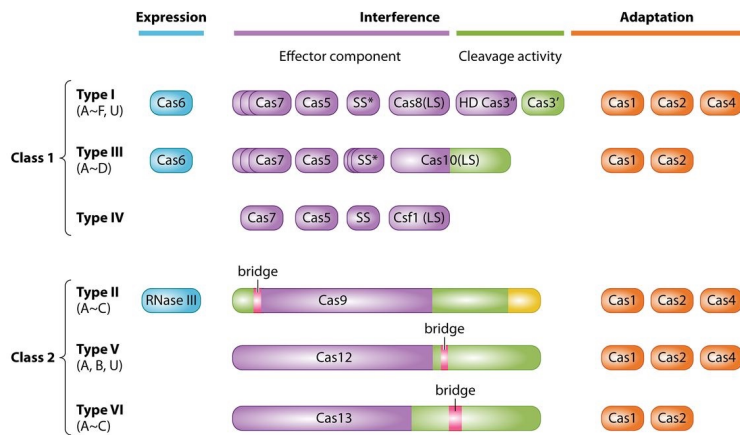 Expression Interference Adaptation
Effector component Cleavage activity
Type I
(A~F, U)
Cas6 Cas7 Cas5 SS* Cas8(LS) HD Cas3″ Cas3′ Cas1 Cas2 Cas4
Class 1
Type III
(A~D)
Cas6 Cas7 Cas5 SS* Cas10(LS) Cas1 Cas2
Type IV
Cas7 Cas5 SS Csf1 (LS)
bridge
Type II
(A~C)
RNase III Cas9 Cas1 Cas2 Cas4
bridge
Class 2
Type V
(A, B, U)
Cas12 Cas1 Cas2 Cas4
bridge
Type VI
(A~C)
Cas13 Cas1 Cas2